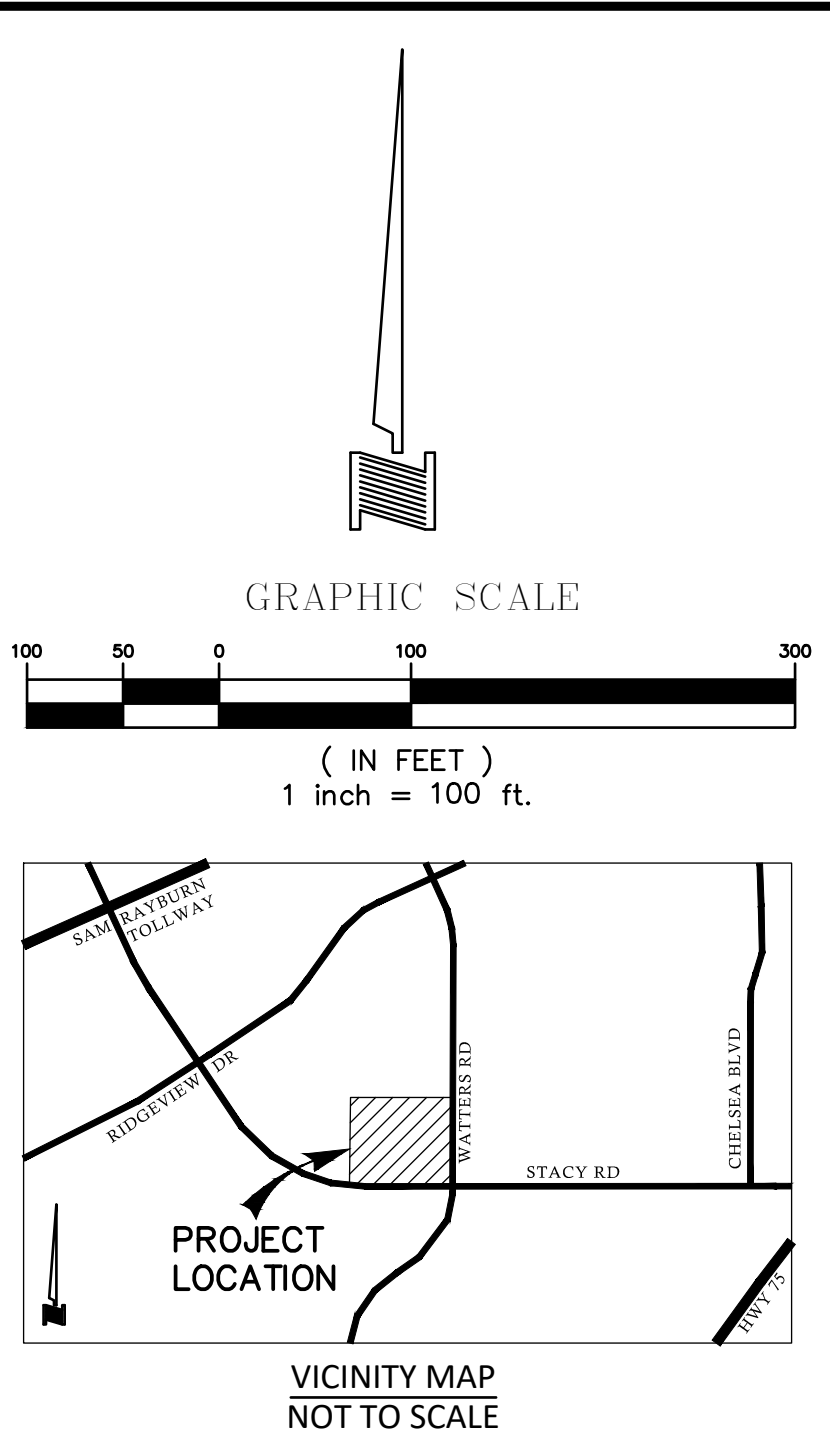 GRAPHIC SCALE
100 50 0 100 300
( IN FEET )
1 inch = 100 ft.
SAM RAYBURN
TOLLWAY
RIDGEVIEW DR
WATTERS RD
CHELSEA BLVD
STACY RD
PROJECT
LOCATION
HWY 75
VICINITY MAP
NOT TO SCALE